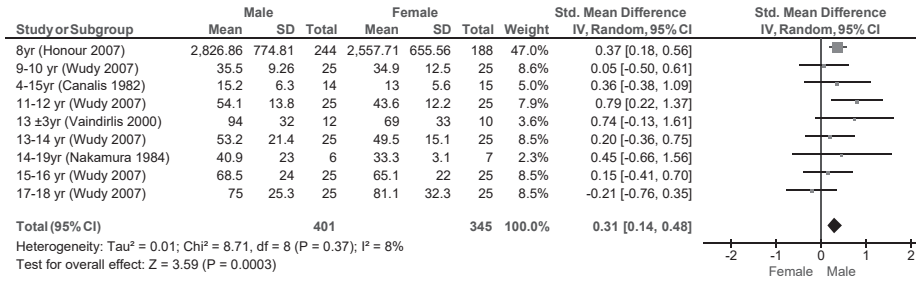 Male Female Std. Mean Difference Std. Mean Difference
Study or Subgroup Mean SD Total Mean SD Total Weight IV, Random, 95% CI IV, Random, 95% CI
8yr (Honour 2007) 2,826.86 774.81 244 2,557.71 655.56 188 47.0% 0.37 [0.18, 0.56]
9-10 yr (Wudy 2007) 35.5 9.26 25 34.9 12.5 25 8.6% 0.05 [-0.50, 0.61]
4-15yr (Canalis 1982) 15.2 6.3 14 13 5.6 15 5.0% 0.36 [-0.38, 1.09]
11-12 yr (Wudy 2007) 54.1 13.8 25 43.6 12.2 25 7.9% 0.79 [0.22, 1.37]
13 ±3yr (Vaindirlis 2000) 94 32 12 69 33 10 3.6% 0.74 [-0.13, 1.61]
13-14 yr (Wudy 2007) 53.2 21.4 25 49.5 15.1 25 8.5% 0.20 [-0.36, 0.75]
14-19yr (Nakamura 1984) 40.9 23 6 33.3 3.1 7 2.3% 0.45 [-0.66, 1.56]
15-16 yr (Wudy 2007) 68.5 24 25 65.1 22 25 8.5% 0.15 [-0.41, 0.70]
17-18 yr (Wudy 2007) 75 25.3 25 81.1 32.3 25 8.5% -0.21 [-0.76, 0.35]
Total (95% CI) 401 345 100.0% 0.31 [0.14, 0.48]
Heterogeneity: Tau² = 0.01; Chi² = 8.71, df = 8 (P = 0.37); I² = 8%
Test for overall effect: Z = 3.59 (P = 0.0003)
-2 -1 0 1 2
Female Male